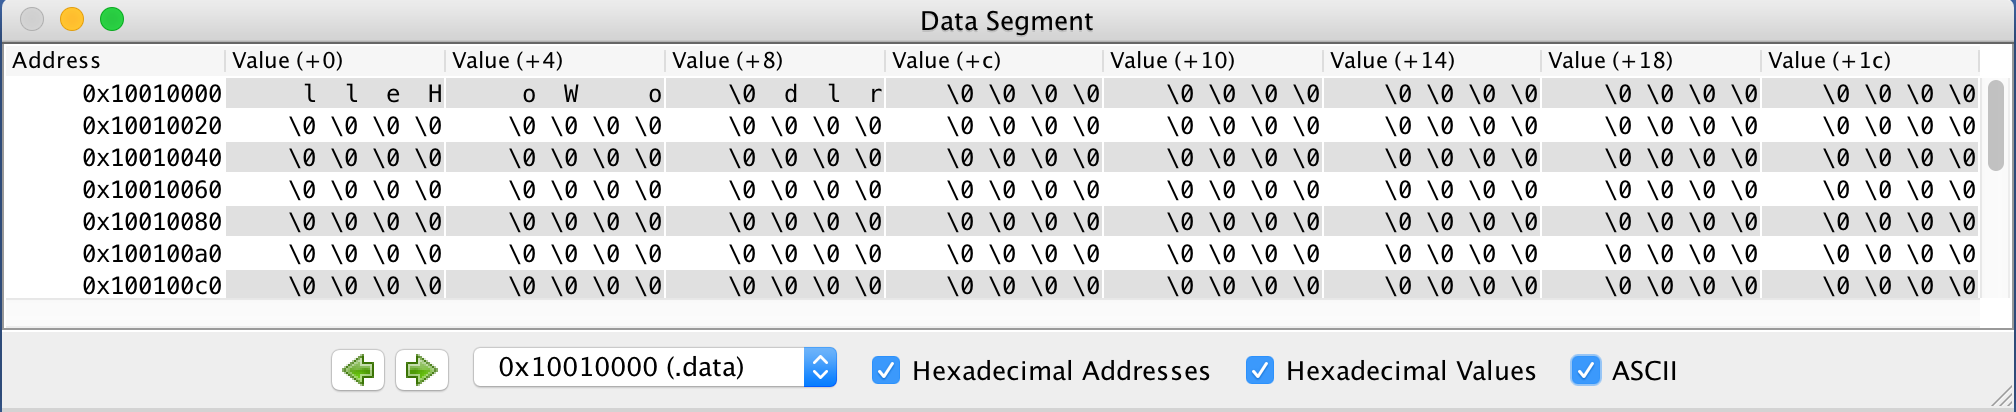 Data Segment
Address Value (+0) Value (+4) Value (+8) Value (+c) Value (+10) Value (+14) Value (+18) Value (+1c)
0x10010000 l l e H o W   o \0 d l r \0 \0 \0 \0 \0 \0 \0 \0 \0 \0 \0 \0 \0 \0 \0 \0 \0 \0 \0 \0
0x10010020 \0 \0 \0 \0 \0 \0 \0 \0 \0 \0 \0 \0 \0 \0 \0 \0 \0 \0 \0 \0 \0 \0 \0 \0 \0 \0 \0 \0 \0 \0 \0 \0
0x10010040 \0 \0 \0 \0 \0 \0 \0 \0 \0 \0 \0 \0 \0 \0 \0 \0 \0 \0 \0 \0 \0 \0 \0 \0 \0 \0 \0 \0 \0 \0 \0 \0
0x10010060 \0 \0 \0 \0 \0 \0 \0 \0 \0 \0 \0 \0 \0 \0 \0 \0 \0 \0 \0 \0 \0 \0 \0 \0 \0 \0 \0 \0 \0 \0 \0 \0
0x10010080 \0 \0 \0 \0 \0 \0 \0 \0 \0 \0 \0 \0 \0 \0 \0 \0 \0 \0 \0 \0 \0 \0 \0 \0 \0 \0 \0 \0 \0 \0 \0 \0
0x100100a0 \0 \0 \0 \0 \0 \0 \0 \0 \0 \0 \0 \0 \0 \0 \0 \0 \0 \0 \0 \0 \0 \0 \0 \0 \0 \0 \0 \0 \0 \0 \0 \0
0x100100c0 \0 \0 \0 \0 \0 \0 \0 \0 \0 \0 \0 \0 \0 \0 \0 \0 \0 \0 \0 \0 \0 \0 \0 \0 \0 \0 \0 \0 \0 \0 \0 \0
0x10010000 (.data) Hexadecimal Addresses Hexadecimal Values ASCII